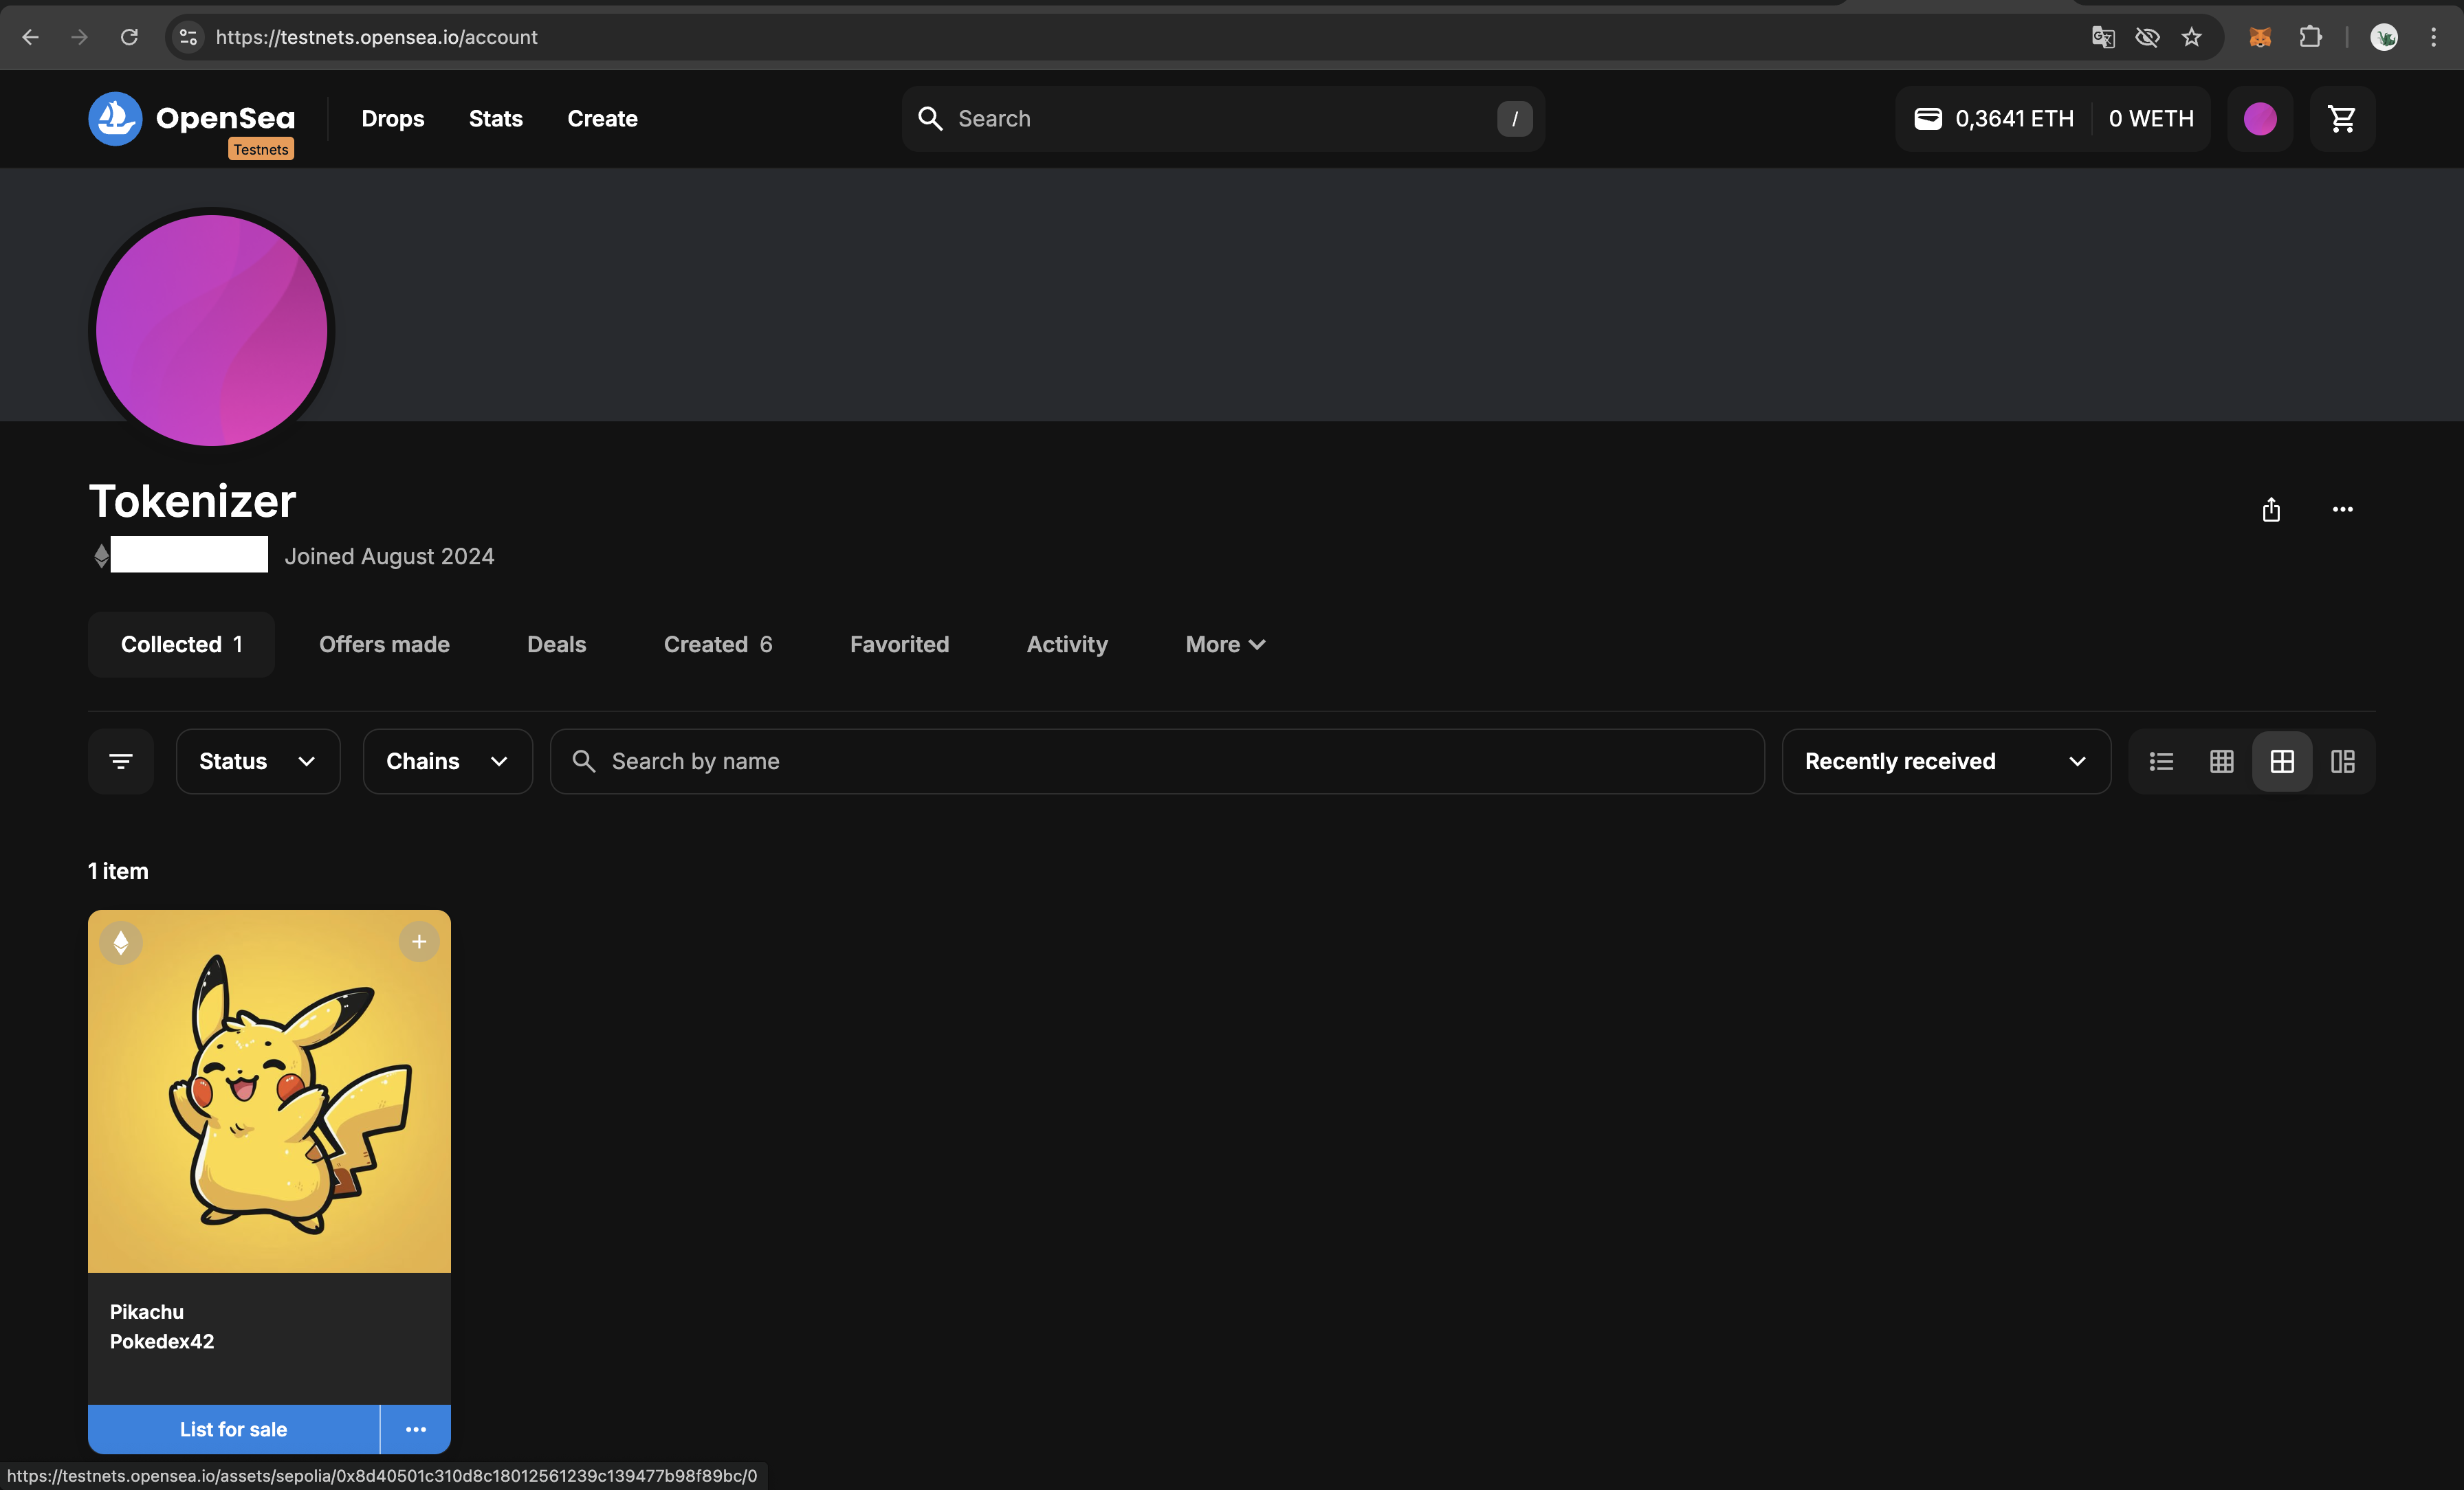 https://testnets.opensea.io/account
OpenSea
Testnets
Drops
Stats
Create
Search
/
0,3641 ETH
0 WETH
Tokenizer
Joined August 2024
Collected 1
Offers made
Deals
Created 6
Favorited
Activity
More
Status
Chains
Search by name
Recently received
1 item
Pikachu
Pokedex42
List for sale
https://testnets.opensea.io/assets/sepolia/0x8d40501c310d8c18012561239c139477b98f89bc/0